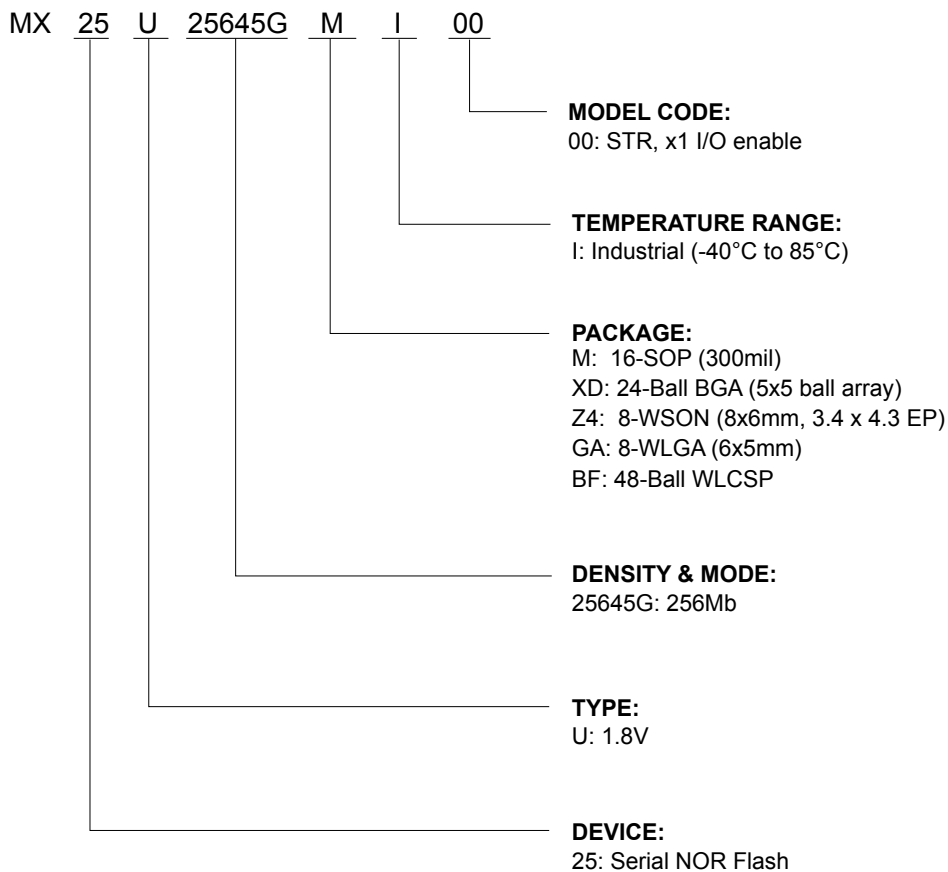 MX 25 U 25645G M I 00
MODEL CODE:
00: STR, x1 I/O enable
TEMPERATURE RANGE:
I: Industrial (-40°C to 85°C)
PACKAGE:
M: 16-SOP (300mil)
XD: 24-Ball BGA (5x5 ball array)
Z4: 8-WSON (8x6mm, 3.4 x 4.3 EP)
GA: 8-WLGA (6x5mm)
BF: 48-Ball WLCSP
DENSITY & MODE:
25645G: 256Mb
TYPE:
U: 1.8V
DEVICE:
25: Serial NOR Flash